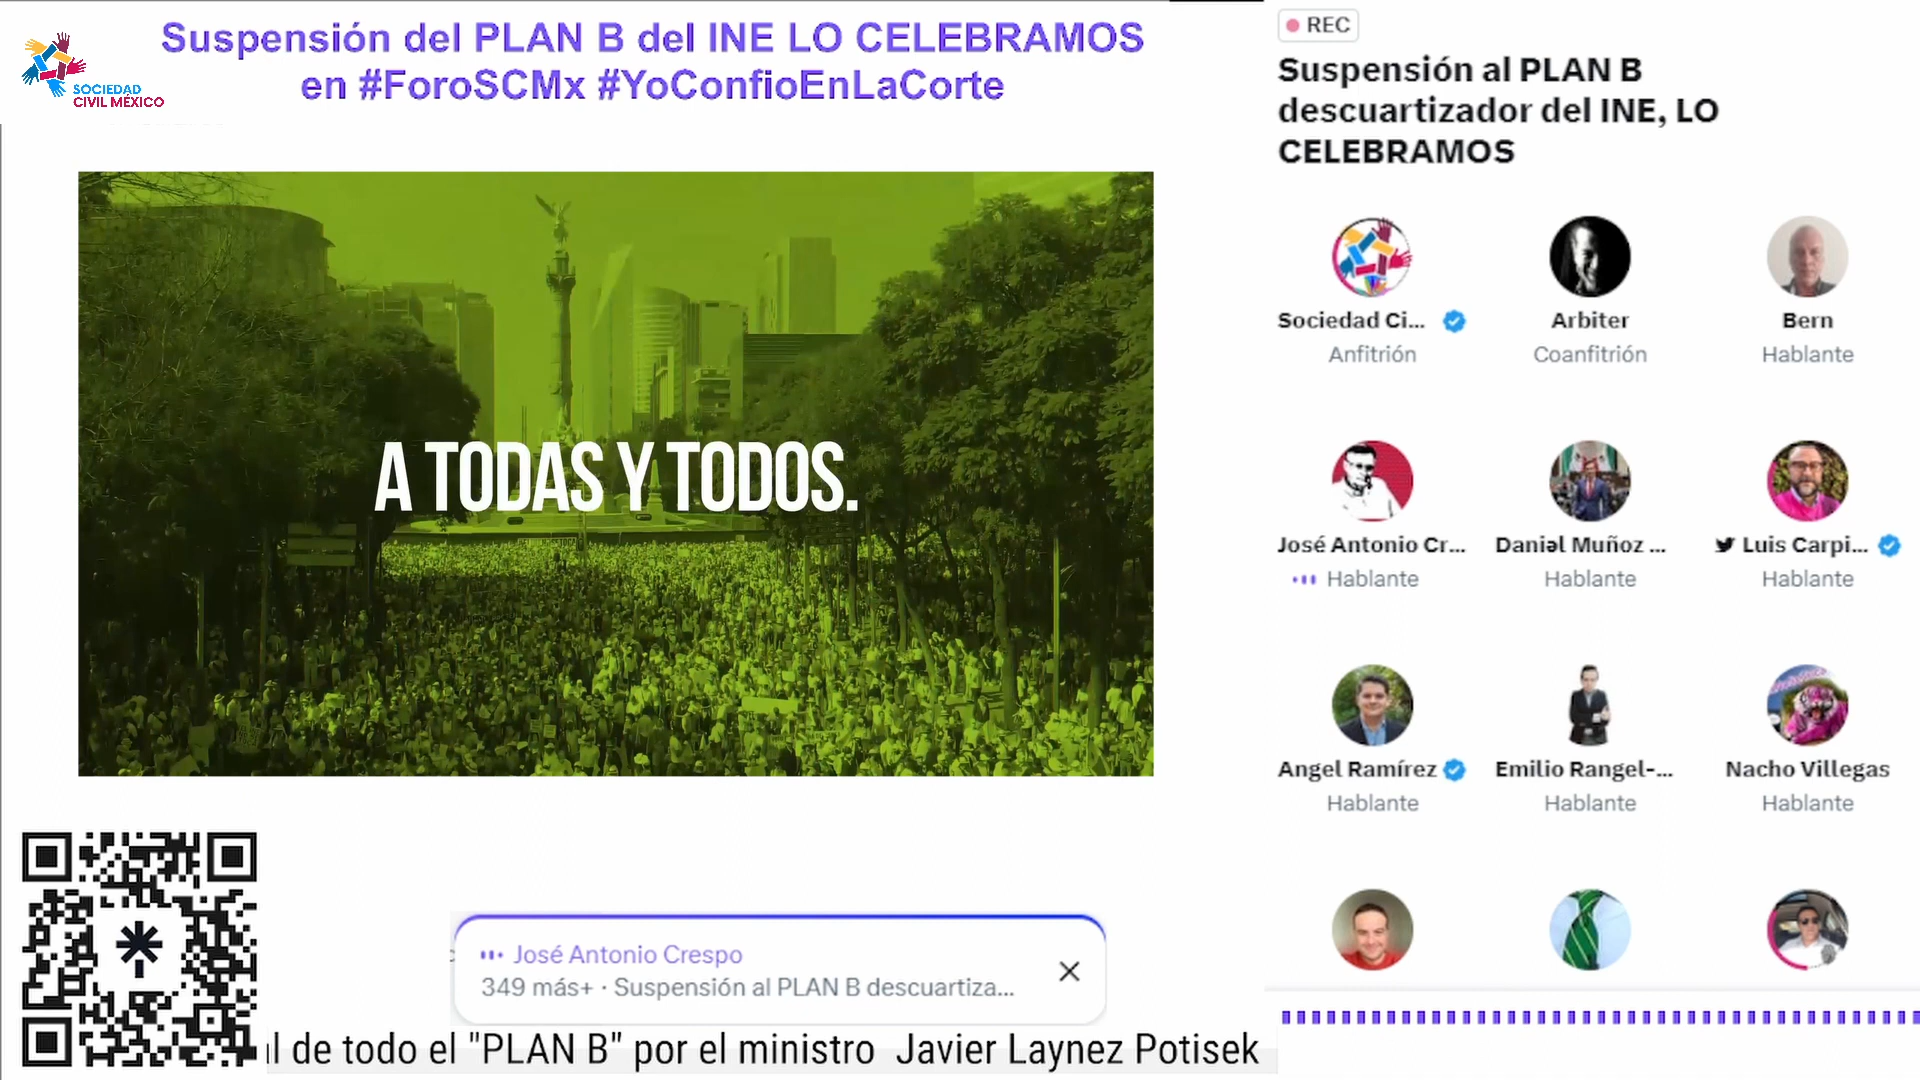 SOCIEDAD
CIVIL MÉXICO
Suspensión del PLAN B del INE LO CELEBRAMOS
en #ForoSCMx #YoConfioEnLaCorte
A TODAS Y TODOS.
José Antonio Crespo
349 más+ · Suspensión al PLAN B descuartiza...
l de todo el "PLAN B" por el ministro Javier Laynez Potisek
REC
Suspensión al PLAN B
descuartizador del INE, LO
CELEBRAMOS
Sociedad Ci...
Anfitrión
Arbiter
Coanfitrión
Bern
Hablante
José Antonio Cr...
Hablante
Daniəl Muñoz ...
Hablante
Luis Carpi...
Hablante
Angel Ramírez
Hablante
Emilio Rangel-...
Hablante
Nacho Villegas
Hablante